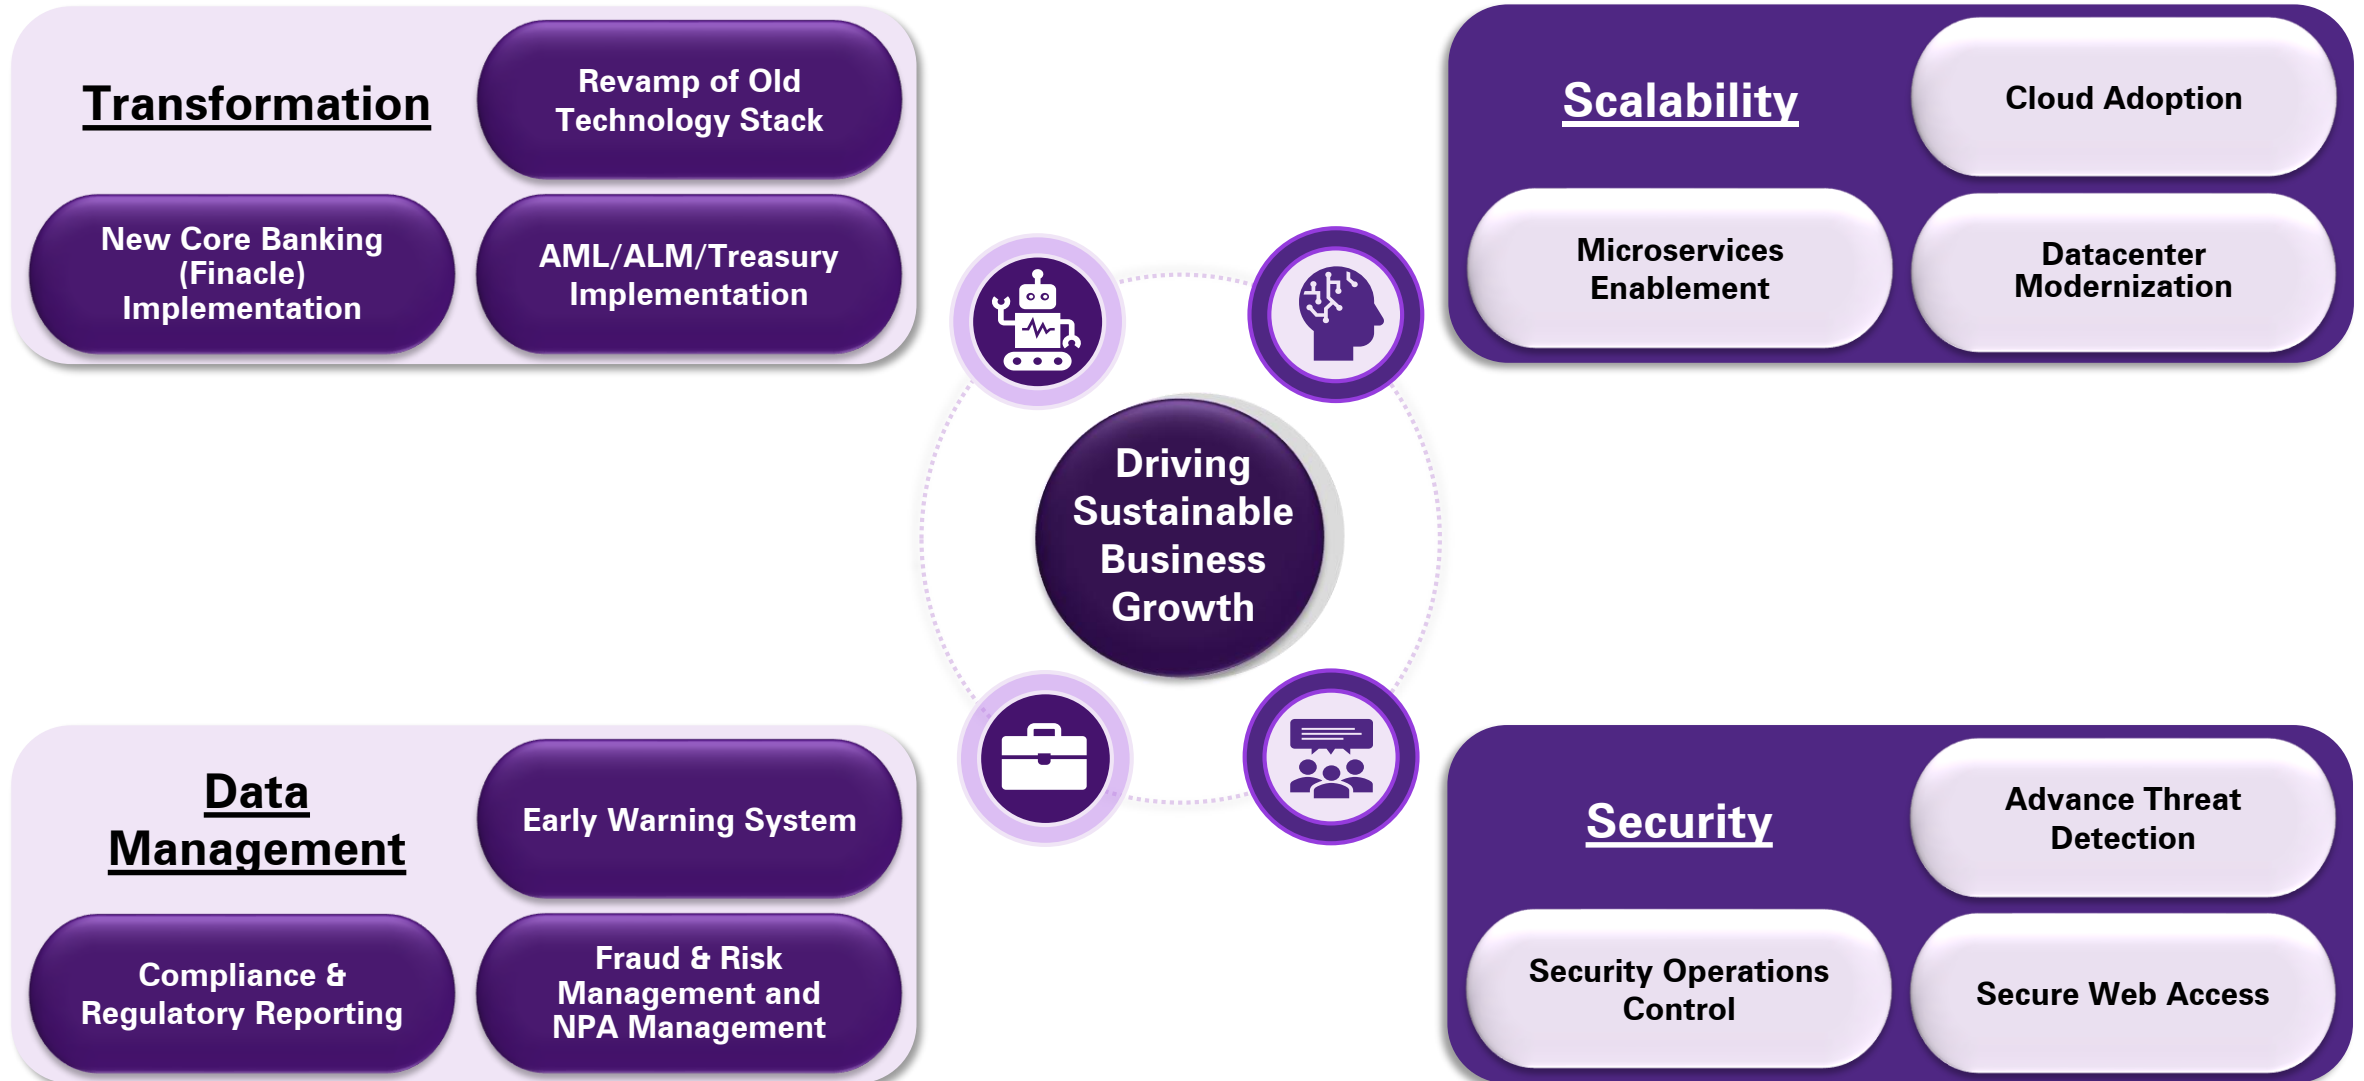 Transformation
Revamp of Old
Technology Stack
New Core Banking
(Finacle)
Implementation
AML/ALM/Treasury
Implementation
Scalability
Cloud Adoption
Microservices
Enablement
Datacenter
Modernization
Driving
Sustainable
Business
Growth
Data
Management
Early Warning System
Compliance &
Regulatory Reporting
Fraud & Risk
Management and
NPA Management
Security
Advance Threat
Detection
Security Operations
Control
Secure Web Access